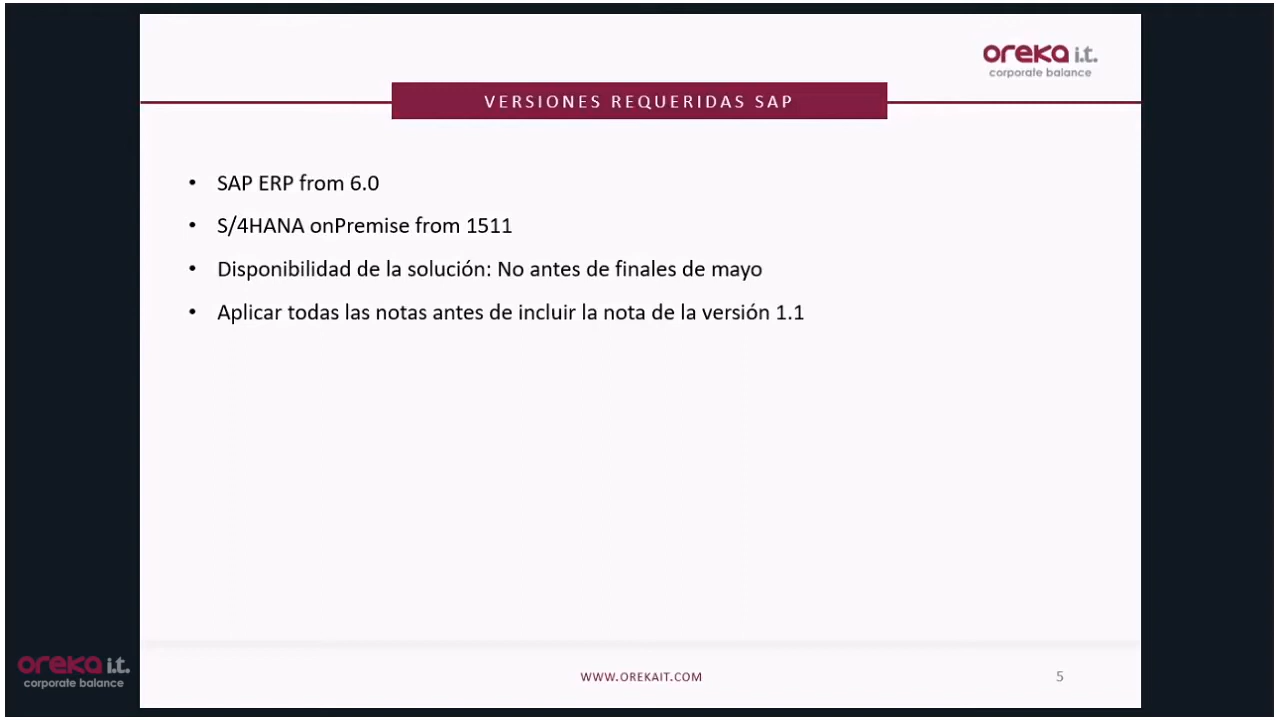 oreka i.t.
corporate balance
VERSIONES REQUERIDAS SAP
• SAP ERP from 6.0
• S/4HANA onPremise from 1511
• Disponibilidad de la solución: No antes de finales de mayo
• Aplicar todas las notas antes de incluir la nota de la versión 1.1
oreka i.t.
corporate balance
WWW.OREKAIT.COM
5